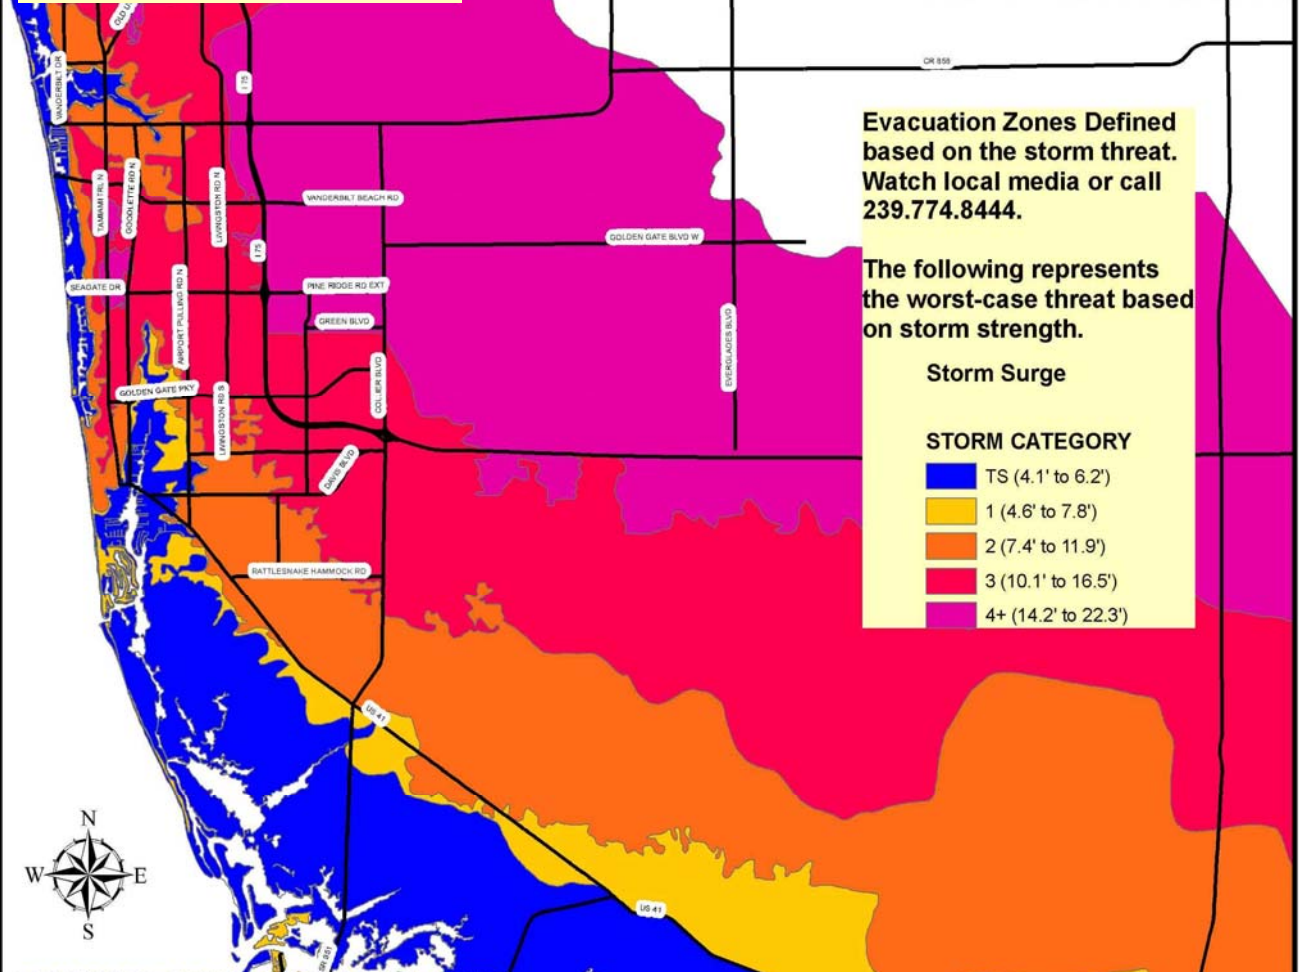 OLD U
VANDERBILT DR
I 75
CR 858
Evacuation Zones Defined
based on the storm threat.
Watch local media or call
239.774.8444.
The following represents
the worst-case threat based
on storm strength.
Storm Surge
STORM CATEGORY
TS (4.1' to 6.2')
1 (4.6' to 7.8')
2 (7.4' to 11.9')
3 (10.1' to 16.5')
4+ (14.2' to 22.3')
TAMIAMI TRL N
GOODLETTE RD N
LIVINGSTON RD N
VANDERBILT BEACH RD
I 75
GOLDEN GATE BLVD W
SEAGATE DR
AIRPORT PULLING RD N
PINE RIDGE RD EXT
GREEN BLVD
EVERGLADES BLVD
GOLDEN GATE PKY
LIVINGSTON RD S
COLLIER BLVD
DAVIS BLVD
RATTLESNAKE HAMMOCK RD
US 41
US 41
SR 951
N
W
E
S